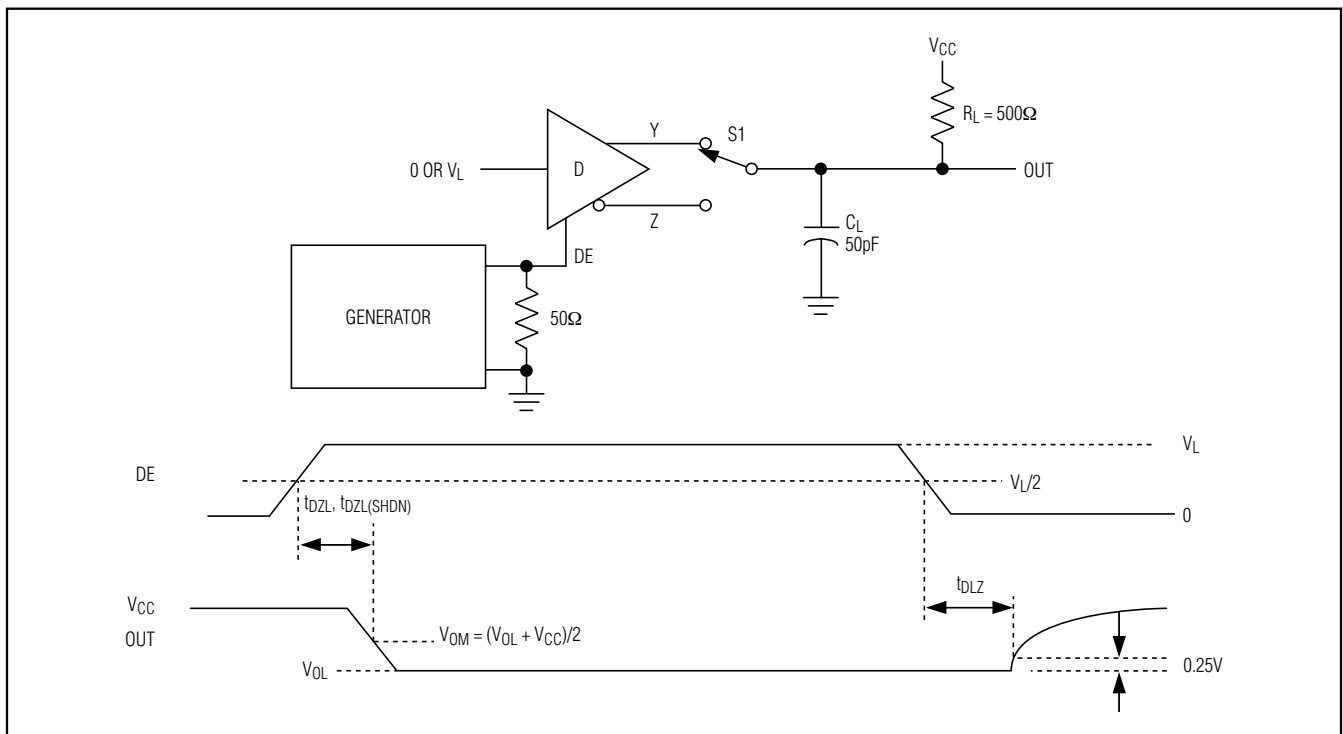 VCC
RL = 500Ω
Y
S1
0 OR VL
D
OUT
Z
CL
50pF
DE
GENERATOR
50Ω
VL
DE
VL/2
tDZL, tDZL(SHDN)
0
tDLZ
VCC
OUT
VOM = (VOL + VCC)/2
VOL
0.25V